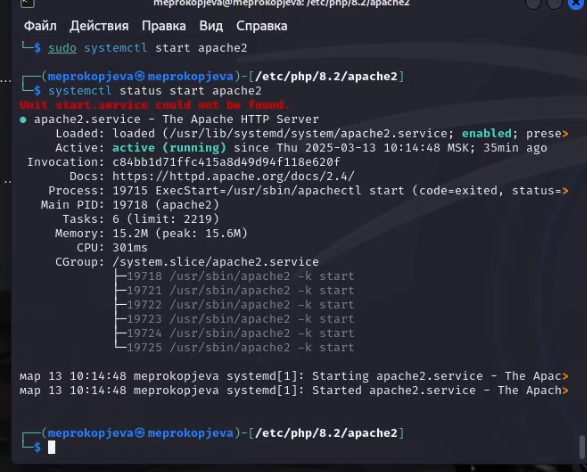 meprokopjeva@meprokopjeva: /etc/php/8.2/apache2
Файл Действия Правка Вид Справка
└─$ sudo systemctl start apache2
┌──(meprokopjeva㉿meprokopjeva)-[/etc/php/8.2/apache2]
└─$ systemctl status start apache2
Unit start.service could not be found.
● apache2.service - The Apache HTTP Server
Loaded: loaded (/usr/lib/systemd/system/apache2.service; enabled; prese>
Active: active (running) since Thu 2025-03-13 10:14:48 MSK; 35min ago
Invocation: c84bb1d71ffc415a8d49d94f118e620f
Docs: https://httpd.apache.org/docs/2.4/
Process: 19715 ExecStart=/usr/sbin/apachectl start (code=exited, status=>
Main PID: 19718 (apache2)
Tasks: 6 (limit: 2219)
Memory: 15.2M (peak: 15.6M)
CPU: 301ms
CGroup: /system.slice/apache2.service
├─19718 /usr/sbin/apache2 -k start
├─19721 /usr/sbin/apache2 -k start
├─19722 /usr/sbin/apache2 -k start
├─19723 /usr/sbin/apache2 -k start
├─19724 /usr/sbin/apache2 -k start
└─19725 /usr/sbin/apache2 -k start
мар 13 10:14:48 meprokopjeva systemd[1]: Starting apache2.service - The Apac>
мар 13 10:14:48 meprokopjeva systemd[1]: Started apache2.service - The Apach>
┌──(meprokopjeva㉿meprokopjeva)-[/etc/php/8.2/apache2]
└─$